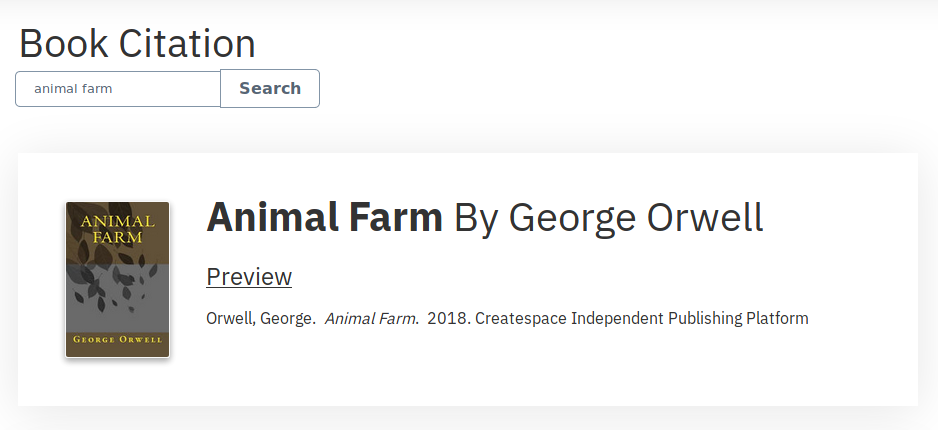 Book Citation
animal farm Search
ANIMAL
FARM
GEORGE ORWELL
Animal Farm By George Orwell
Preview
Orwell, George. Animal Farm. 2018. Createspace Independent Publishing Platform